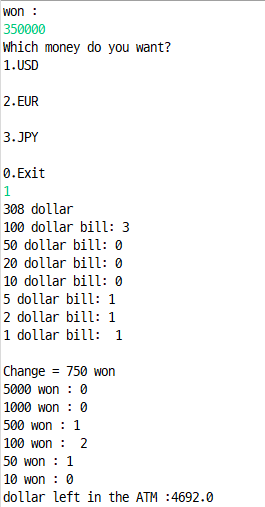 won :
350000
Which money do you want?
1.USD
2.EUR
3.JPY
0.Exit
1
308 dollar
100 dollar bill: 3
50 dollar bill: 0
20 dollar bill: 0
10 dollar bill: 0
5 dollar bill: 1
2 dollar bill: 1
1 dollar bill:  1
Change = 750 won
5000 won : 0
1000 won : 0
500 won : 1
100 won :  2
50 won : 1
10 won : 0
dollar left in the ATM :4692.0